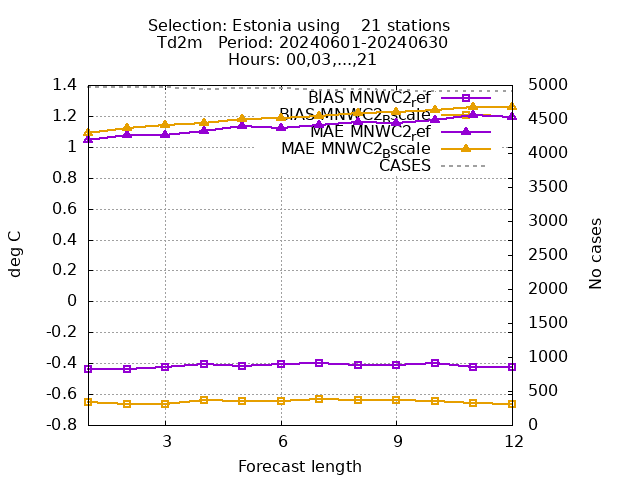 Selection: Estonia using    21 stations
Td2m   Period: 20240601-20240630
Hours: 00,03,...,21
1.4
1.2
1
0.8
0.6
0.4
0.2
0
-0.2
-0.4
-0.6
-0.8
deg C
BIAS MNWC2_ref
BIAS MNWC2_Bscale
MAE MNWC2_ref
MAE MNWC2_Bscale
CASES
5000
4500
4000
3500
3000
2500
2000
1500
1000
500
0
No cases
3 6 9 12
Forecast length